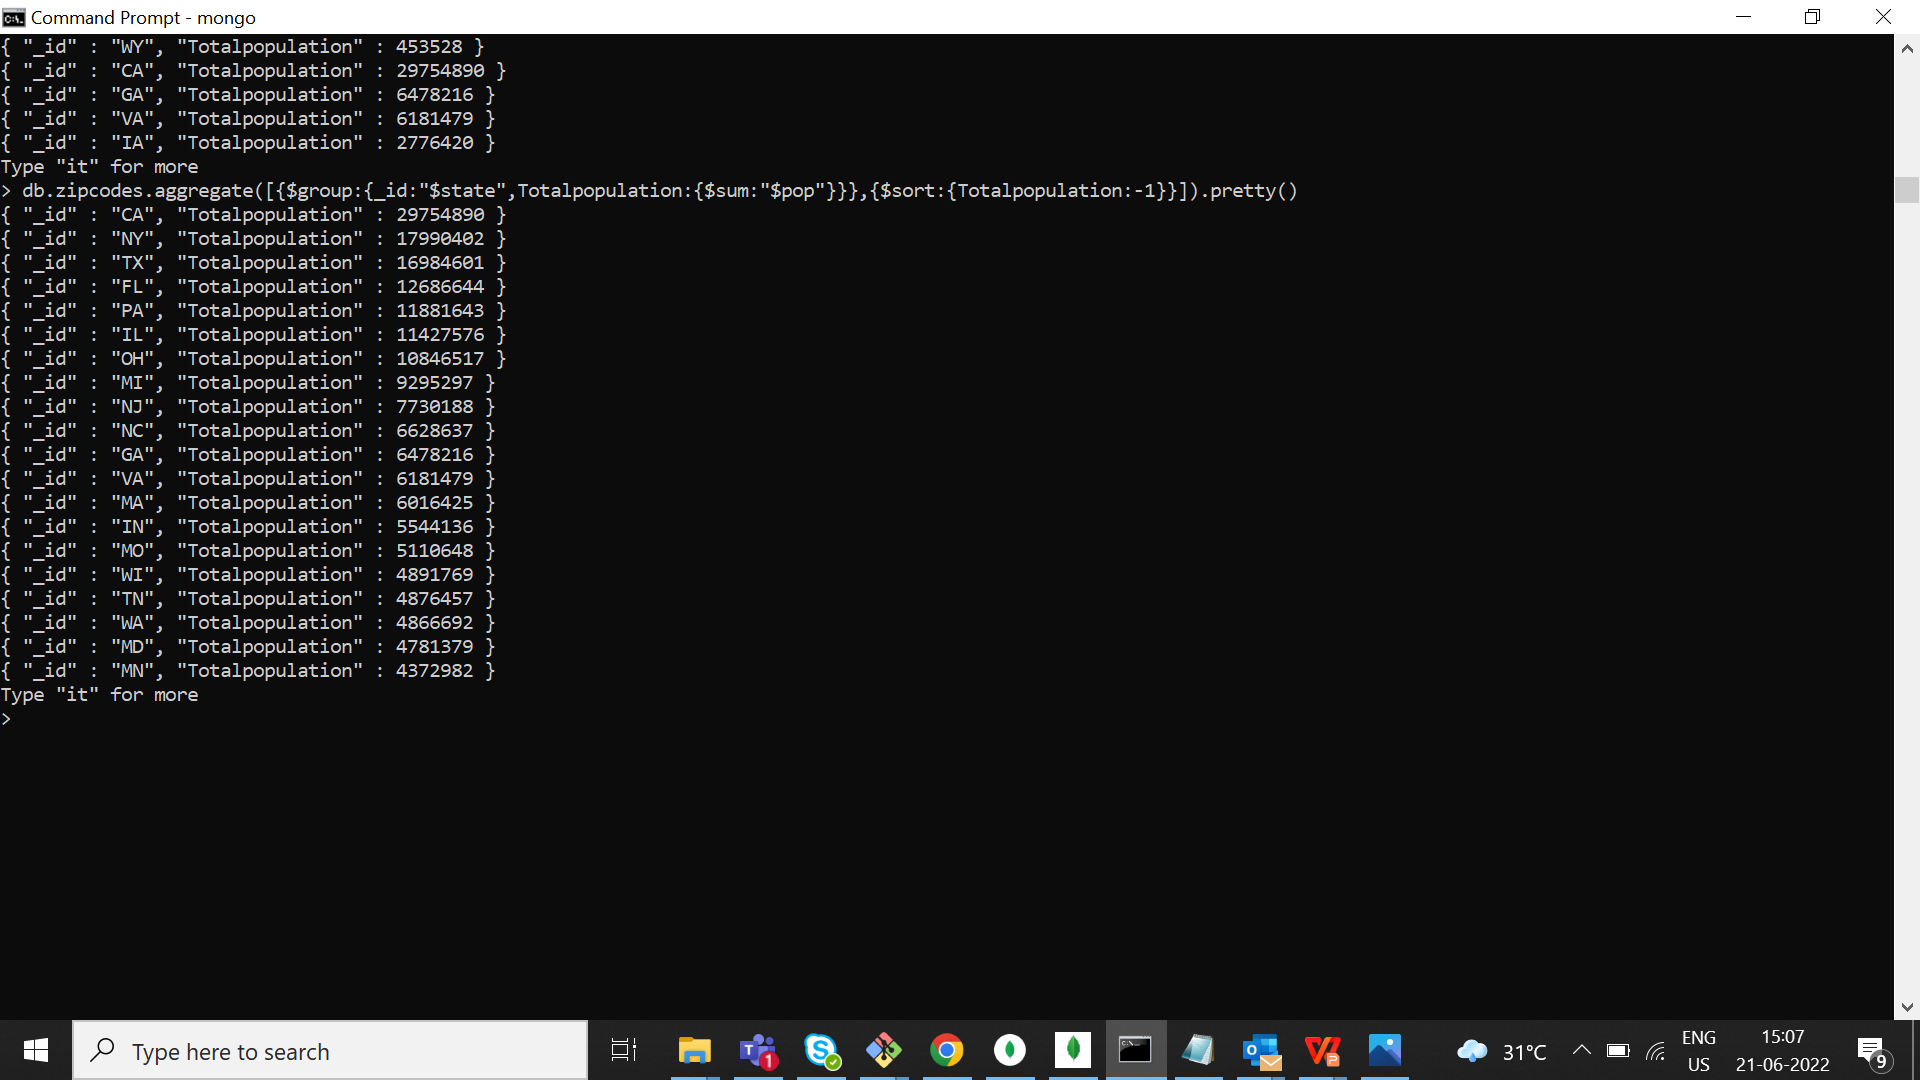 Command Prompt - mongo
{ "_id" : "WY", "Totalpopulation" : 453528 }
{ "_id" : "CA", "Totalpopulation" : 29754890 }
{ "_id" : "GA", "Totalpopulation" : 6478216 }
{ "_id" : "VA", "Totalpopulation" : 6181479 }
{ "_id" : "IA", "Totalpopulation" : 2776420 }
Type "it" for more
> db.zipcodes.aggregate([{$group:{_id:"$state",Totalpopulation:{$sum:"$pop"}}},{$sort:{Totalpopulation:-1}}]).pretty()
{ "_id" : "CA", "Totalpopulation" : 29754890 }
{ "_id" : "NY", "Totalpopulation" : 17990402 }
{ "_id" : "TX", "Totalpopulation" : 16984601 }
{ "_id" : "FL", "Totalpopulation" : 12686644 }
{ "_id" : "PA", "Totalpopulation" : 11881643 }
{ "_id" : "IL", "Totalpopulation" : 11427576 }
{ "_id" : "OH", "Totalpopulation" : 10846517 }
{ "_id" : "MI", "Totalpopulation" : 9295297 }
{ "_id" : "NJ", "Totalpopulation" : 7730188 }
{ "_id" : "NC", "Totalpopulation" : 6628637 }
{ "_id" : "GA", "Totalpopulation" : 6478216 }
{ "_id" : "VA", "Totalpopulation" : 6181479 }
{ "_id" : "MA", "Totalpopulation" : 6016425 }
{ "_id" : "IN", "Totalpopulation" : 5544136 }
{ "_id" : "MO", "Totalpopulation" : 5110648 }
{ "_id" : "WI", "Totalpopulation" : 4891769 }
{ "_id" : "TN", "Totalpopulation" : 4876457 }
{ "_id" : "WA", "Totalpopulation" : 4866692 }
{ "_id" : "MD", "Totalpopulation" : 4781379 }
{ "_id" : "MN", "Totalpopulation" : 4372982 }
Type "it" for more
>
Type here to search
1
31°C
ENG
US
15:07
21-06-2022
9